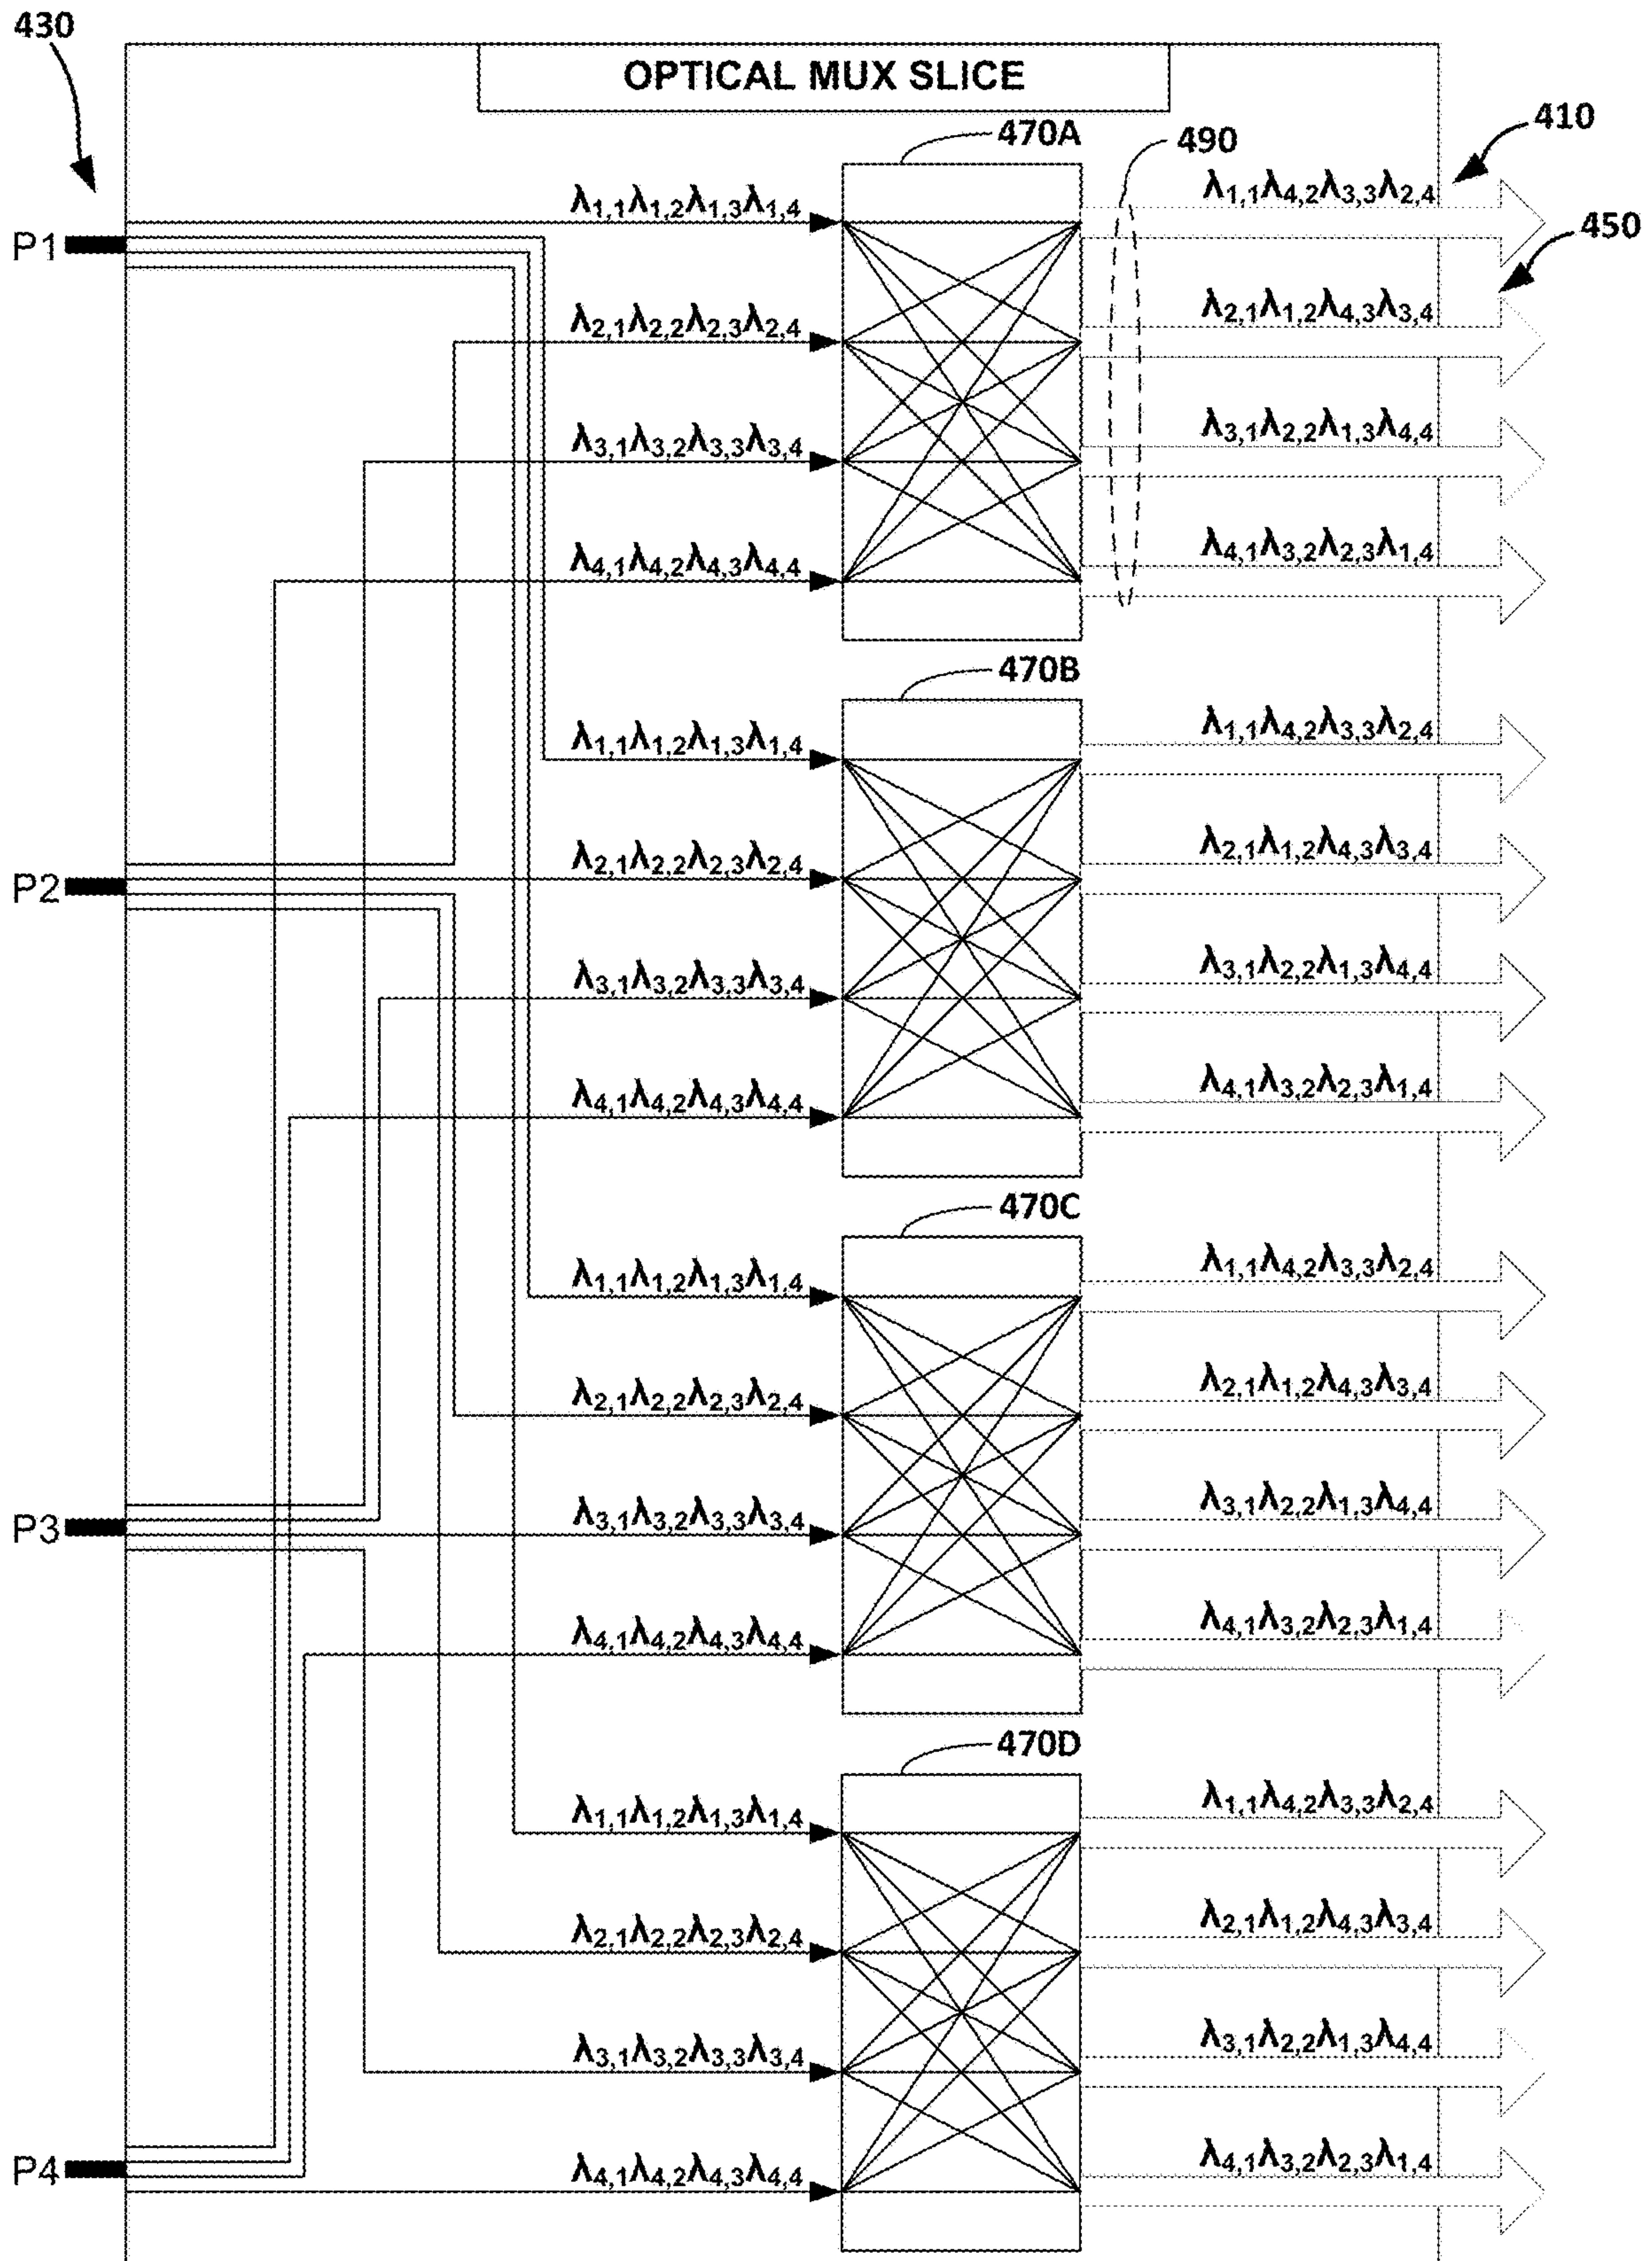 430
OPTICAL MUX SLICE
410
470A
490
λ1,1λ1,2λ1,3λ1,4
λ1,1λ4,2λ3,3λ2,4
450
P1
λ2,1λ2,2λ2,3λ2,4
λ2,1λ1,2λ4,3λ3,4
λ3,1λ3,2λ3,3λ3,4
λ3,1λ2,2λ1,3λ4,4
λ4,1λ4,2λ4,3λ4,4
λ4,1λ3,2λ2,3λ1,4
470B
λ1,1λ1,2λ1,3λ1,4
λ1,1λ4,2λ3,3λ2,4
λ2,1λ2,2λ2,3λ2,4
λ2,1λ1,2λ4,3λ3,4
P2
λ3,1λ3,2λ3,3λ3,4
λ3,1λ2,2λ1,3λ4,4
λ4,1λ4,2λ4,3λ4,4
λ4,1λ3,2λ2,3λ1,4
470C
λ1,1λ1,2λ1,3λ1,4
λ1,1λ4,2λ3,3λ2,4
λ2,1λ2,2λ2,3λ2,4
λ2,1λ1,2λ4,3λ3,4
λ3,1λ3,2λ3,3λ3,4
λ3,1λ2,2λ1,3λ4,4
P3
λ4,1λ4,2λ4,3λ4,4
λ4,1λ3,2λ2,3λ1,4
470D
λ1,1λ1,2λ1,3λ1,4
λ1,1λ4,2λ3,3λ2,4
λ2,1λ2,2λ2,3λ2,4
λ2,1λ1,2λ4,3λ3,4
λ3,1λ3,2λ3,3λ3,4
λ3,1λ2,2λ1,3λ4,4
P4
λ4,1λ4,2λ4,3λ4,4
λ4,1λ3,2λ2,3λ1,4